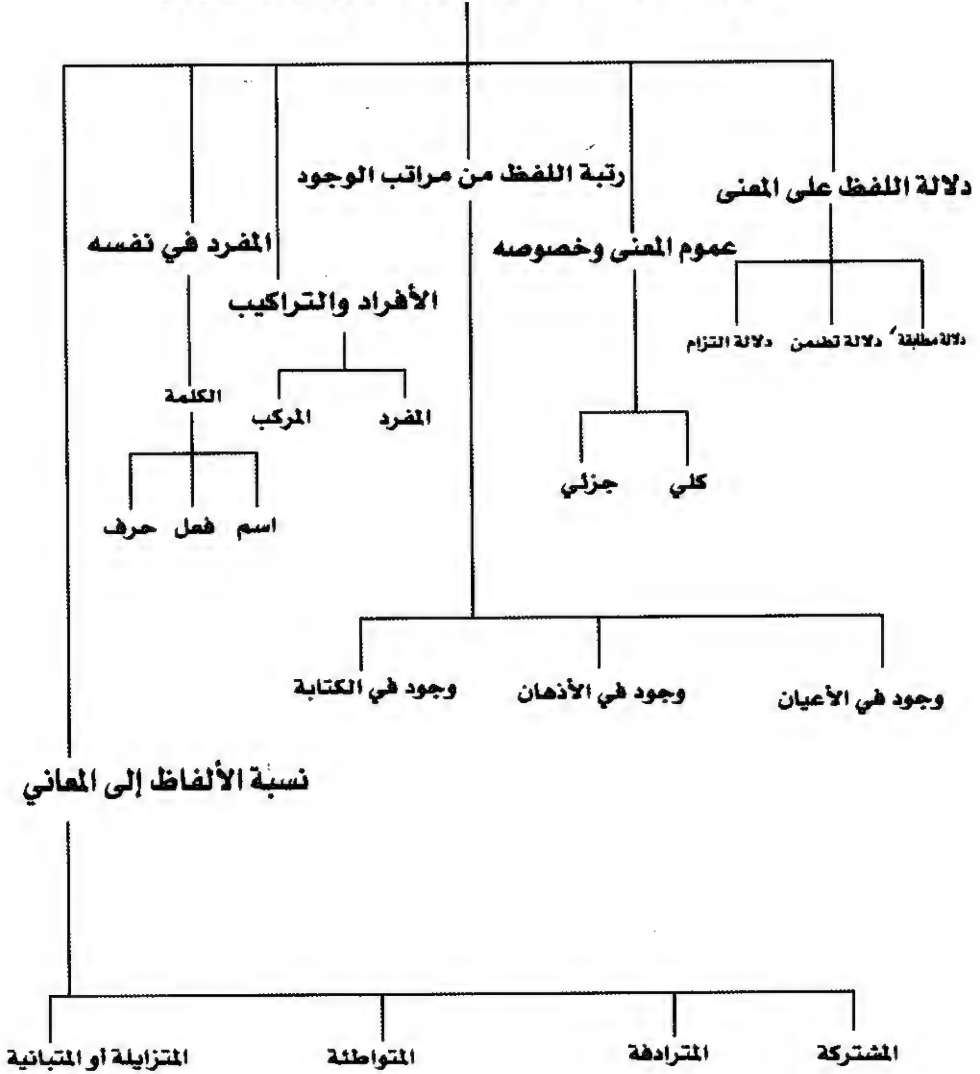 دلالة اللفظ على المعنى
رتبة اللفظ من مراتب الوجود
المفرد في نفسه
عموم المعنى وخصوصه
الأفراد والتراكيب
دلالة مطابقة
دلالة تضمن
دلالة التزام
الكلمة
المفرد
المركب
كلي
جزئي
اسم
فعل
حرف
وجود في الأعيان
وجود في الأذهان
وجود في الكتابة
نسبة الألفاظ إلى المعاني
المشتركة
المترادفة
المتواطئة
المتزايلة أو المتبانية